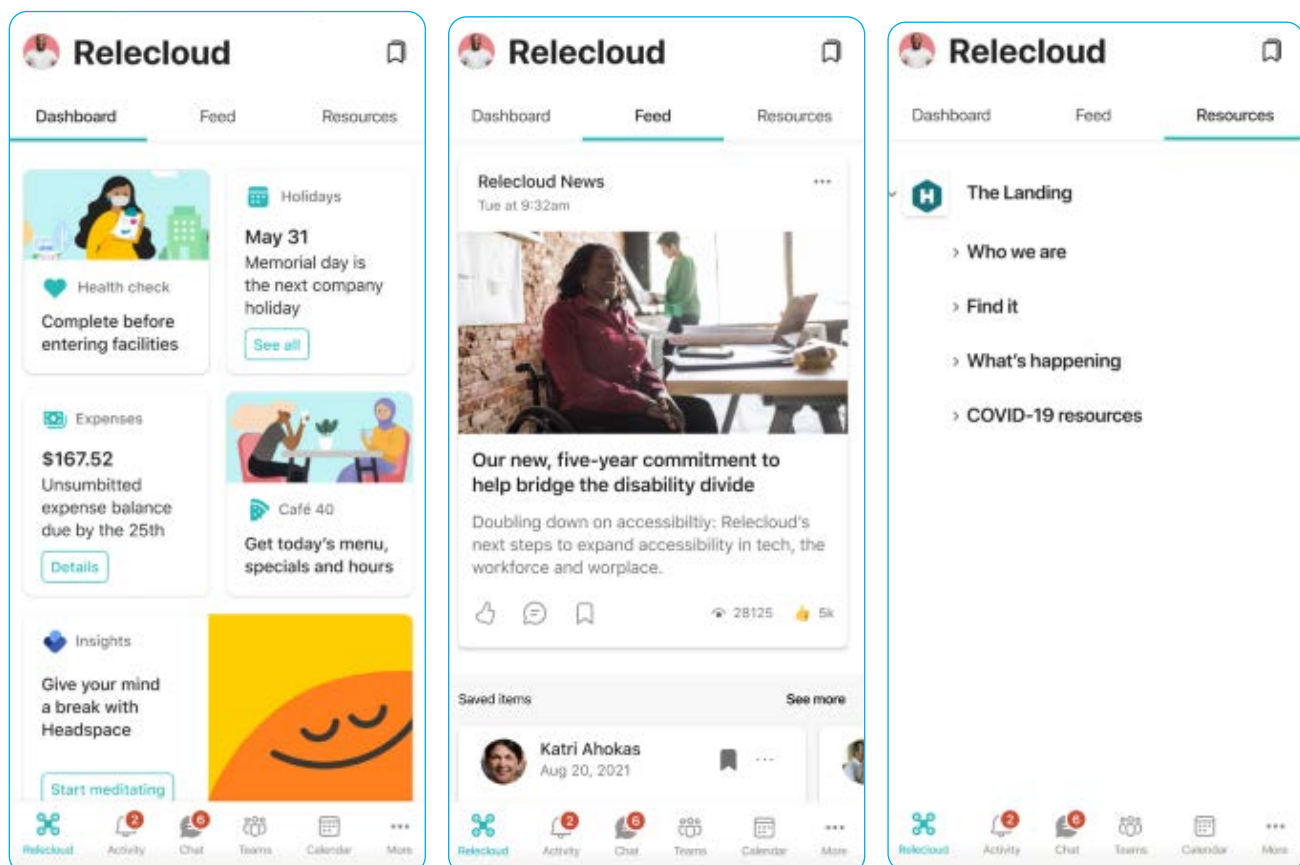 Relecloud
Dashboard Feed Resources
Health check
Complete before
entering facilities
Holidays
May 31
Memorial day is
the next company
holiday
See all
Expenses
$167.52
Unsumbitted
expense balance
due by the 25th
Details
Café 40
Get today's menu,
specials and hours
Insights
Give your mind
a break with
Headspace
Start meditating
2
6
Relecloud Activity Chat Teams Calendar More
Relecloud
Dashboard Feed Resources
Relecloud News
Tue at 9:32am
Our new, five-year commitment to
help bridge the disability divide
Doubling down on accessibiltiy: Relecloud's
next steps to expand accessibility in tech, the
workforce and worplace.
28125 5k
Saved items See more
Katri Ahokas
Aug 20, 2021
2
6
Relecloud Activity Chat Teams Calendar More
Relecloud
Dashboard Feed Resources
H
The Landing
Who we are
Find it
What's happening
COVID-19 resources
2
6
Relecloud Activity Chat Teams Calendar More